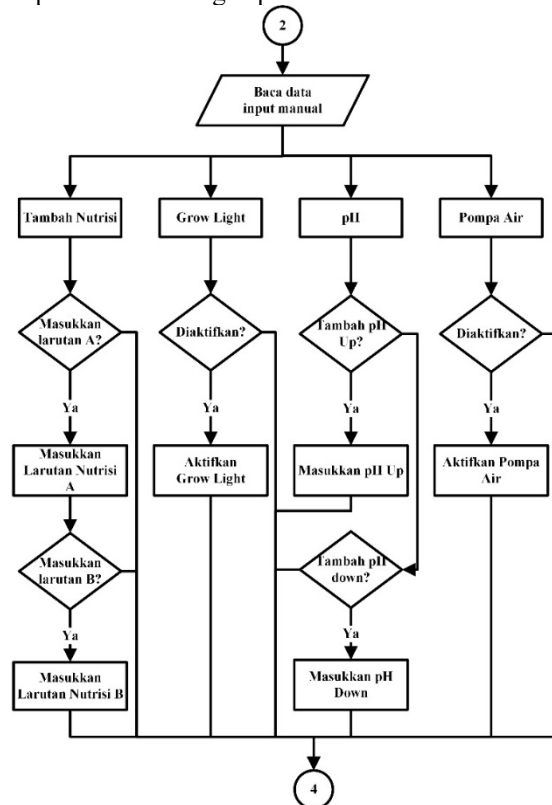 2
Baca data
input manual
Tambah Nutrisi
Grow Light
pH
Pompa Air
Masukkan
larutan A?
Diaktifkan?
Tambah pH
Up?
Diaktifkan?
Ya
Ya
Ya
Ya
Masukkan
Larutan Nutrisi
A
Aktifkan
Grow Light
Masukkan pH Up
Aktifkan Pompa
Air
Masukkan
larutan B?
Tambah pH
down?
Ya
Ya
Masukkan
Larutan Nutrisi B
Masukkan pH
Down
4